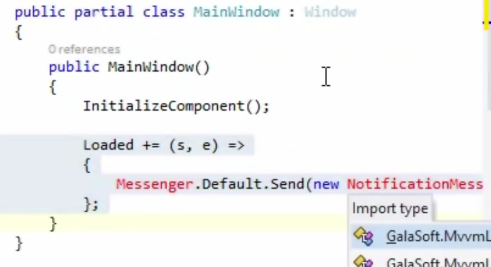 public partial class MainWindow : Window
{
0 references
public MainWindow()
{
InitializeComponent();
Loaded += (s, e) =>
{
Messenger.Default.Send(new NotificationMess
};
}
}
Import type
GalaSoft.MvvmL
GalaSoft.MvvmL